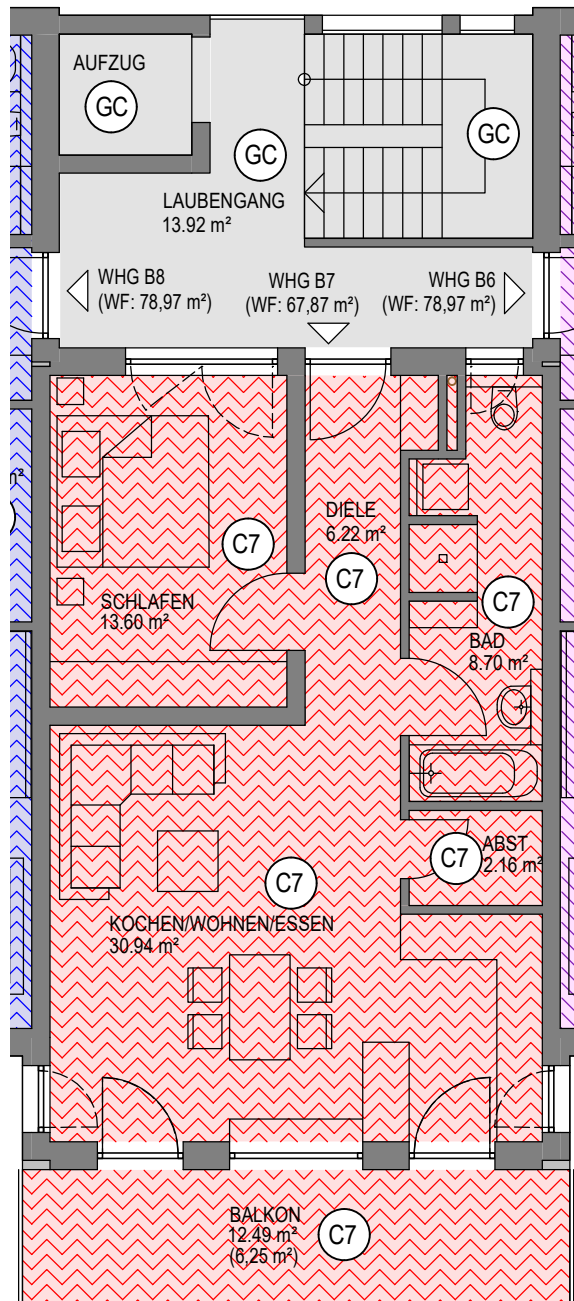 AUFZUG
GC
GC
GC
LAUBENGANG
13.92 m²
WHG B8
(WF: 78,97 m²)
WHG B7
(WF: 67,87 m²)
WHG B6
(WF: 78,97 m²)
DIELE
6.22 m²
C7
C7
SCHLAFEN
13.60 m²
C7
BAD
8.70 m²
C7
ABST
2.16 m²
C7
KOCHEN/WOHNEN/ESSEN
30.94 m²
BALKON
12.49 m²
(6,25 m²)
C7